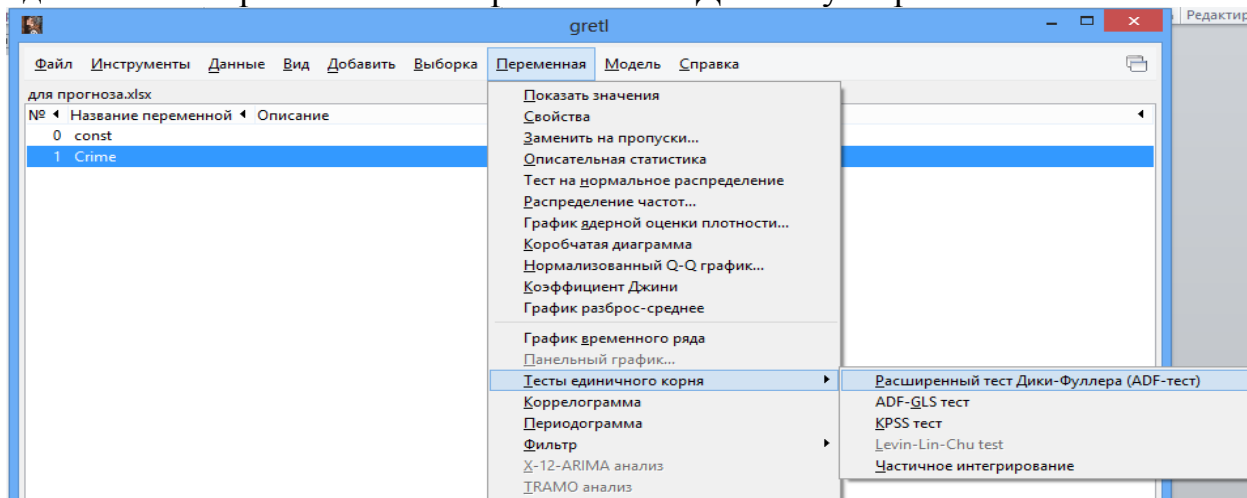 gretl
Редактир
Файл Инструменты Данные Вид Добавить Выборка Переменная Модель Справка
для прогноза.xlsx
№ Название переменной Описание
0 const
1 Crime
Показать значения
Свойства
Заменить на пропуски...
Описательная статистика
Тест на нормальное распределение
Распределение частот...
График ядерной оценки плотности...
Коробчатая диаграмма
Нормализованный Q-Q график...
Коэффициент Джини
График разброс-среднее
График временного ряда
Панельный график...
Тесты единичного корня
Коррелограмма
Периодограмма
Фильтр
X-12-ARIMA анализ
TRAMO анализ
Расширенный тест Дики-Фуллера (ADF-тест)
ADF-GLS тест
KPSS тест
Levin-Lin-Chu test
Частичное интегрирование